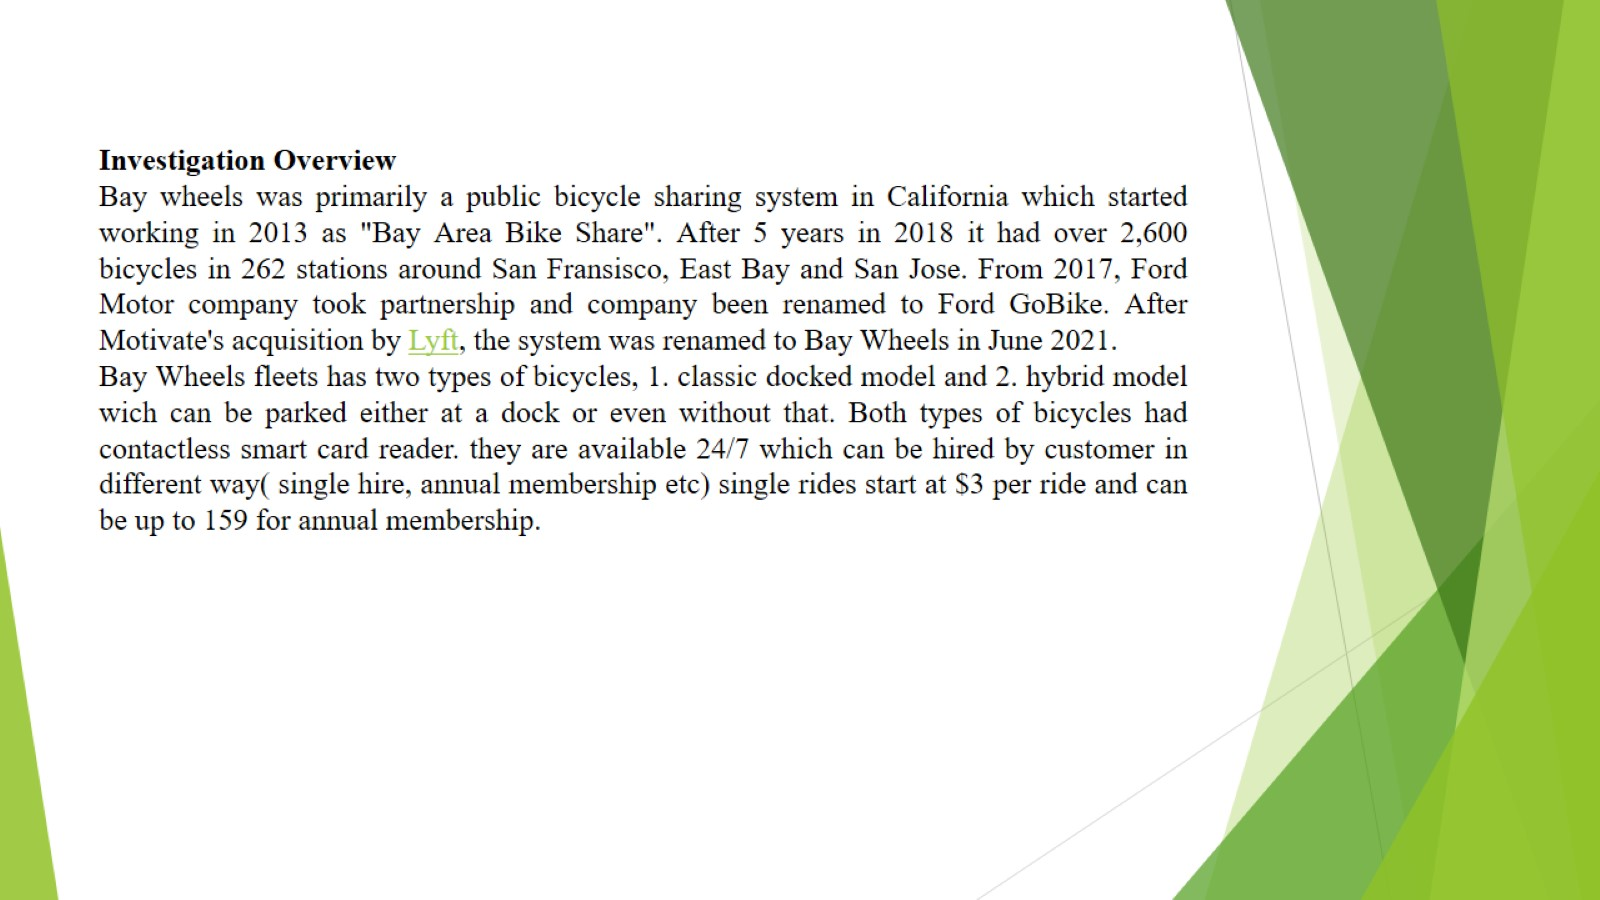 Investigation Overview
Bay wheels was primarily a public bicycle sharing system in California which started
working in 2013 as "Bay Area Bike Share". After 5 years in 2018 it had over 2,600
bicycles in 262 stations around San Fransisco, East Bay and San Jose. From 2017, Ford
Motor company took partnership and company been renamed to Ford GoBike. After
Motivate's acquisition by Lyft, the system was renamed to Bay Wheels in June 2021.
Bay Wheels fleets has two types of bicycles, 1. classic docked model and 2. hybrid model
wich can be parked either at a dock or even without that. Both types of bicycles had
contactless smart card reader. they are available 24/7 which can be hired by customer in
different way( single hire, annual membership etc) single rides start at $3 per ride and can
be up to 159 for annual membership.